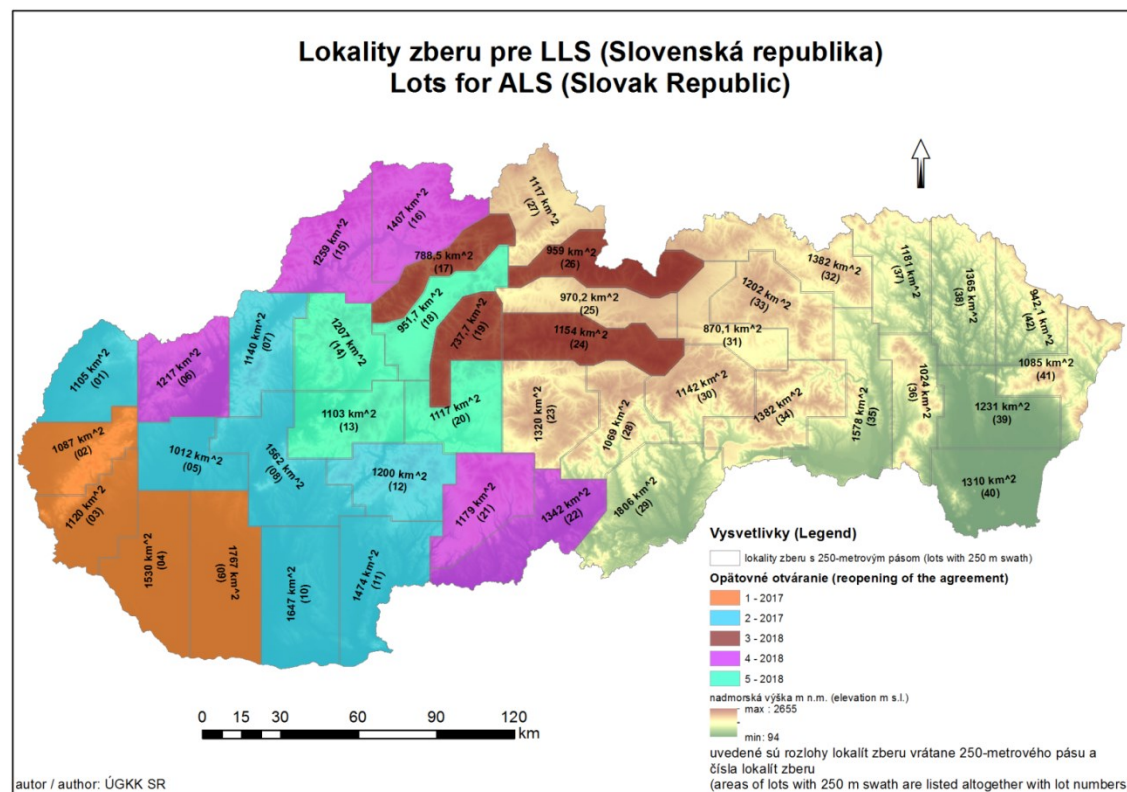 Lokality zberu pre LLS (Slovenská republika)
Lots for ALS (Slovak Republic)
1105 km^2
(01)
1087 km^2
(02)
1120 km^2
(03)
1530 km^2
(04)
1012 km^2
(05)
1217 km^2
(06)
1140 km^2
(07)
1562 km^2
(08)
1767 km^2
(09)
1647 km^2
(10)
1474 km^2
(11)
1200 km^2
(12)
1103 km^2
(13)
1207 km^2
(14)
1259 km^2
(15)
1407 km^2
(16)
788,5 km^2
(17)
951,7 km^2
(18)
737,7 km^2
(19)
1117 km^2
(20)
1179 km^2
(21)
1342 km^2
(22)
1320 km^2
(23)
1154 km^2
(24)
970,2 km^2
(25)
959 km^2
(26)
1117 km^2
(27)
1069 km^2
(28)
1806 km^2
(29)
1142 km^2
(30)
870,1 km^2
(31)
1382 km^2
(32)
1202 km^2
(33)
1382 km^2
(34)
1578 km^2
(35)
1024 km^2
(36)
1181 km^2
(37)
1365 km^2
(38)
1231 km^2
(39)
1310 km^2
(40)
1085 km^2
(41)
942,1 km^2
(42)
Vysvetlivky (Legend)
lokality zberu s 250-metrovým pásom (lots with 250 m swath)
Opätovné otváranie (reopening of the agreement)
1 - 2017
2 - 2017
3 - 2018
4 - 2018
5 - 2018
nadmorská výška m n.m. (elevation m s.l.)
max : 2655
min: 94
uvedené sú rozlohy lokalít zberu vrátane 250-metrového pásu a
čísla lokalít zberu
(areas of lots with 250 m swath are listed altogether with lot numbers
0 15 30 60 90 120
km
autor / author: ÚGKK SR